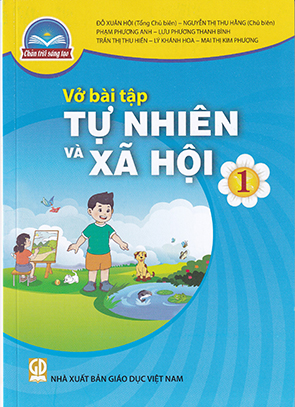 Chân trời sáng tạo
ĐỖ XUÂN HỘI (Tổng Chủ biên) – NGUYỄN THỊ THU HẰNG (Chủ biên)
PHẠM PHƯƠNG ANH – LƯU PHƯƠNG THANH BÌNH
TRẦN THỊ THU HIỀN – LÝ KHÁNH HOA – MAI THỊ KIM PHƯỢNG
Vở bài tập
TỰ NHIÊN
VÀ XÃ HỘI
1
NHÀ XUẤT BẢN GIÁO DỤC VIỆT NAM